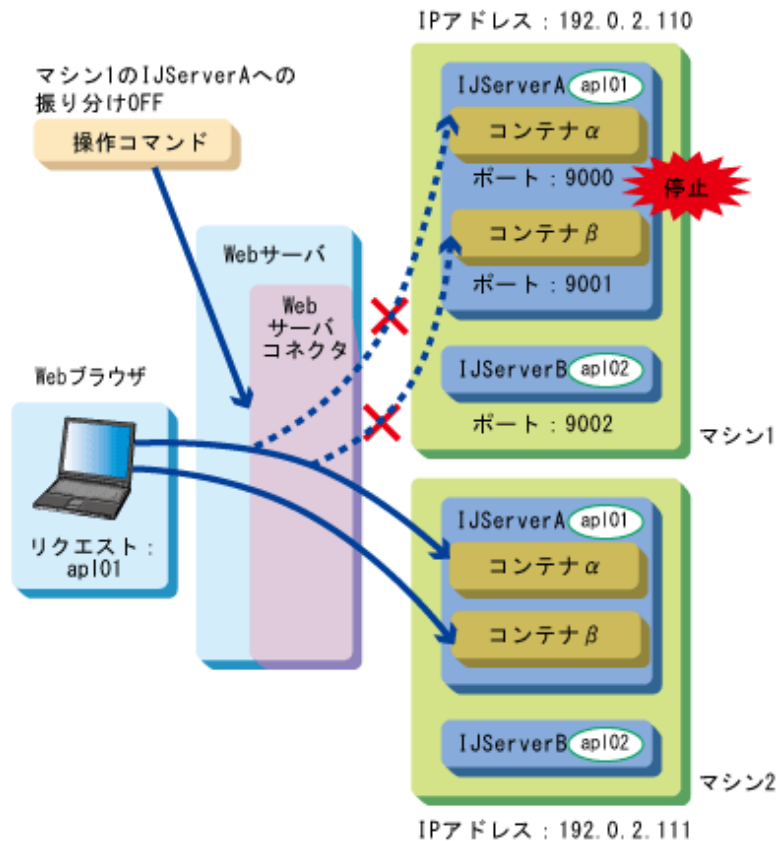 IPアドレス：192.0.2.110
マシン1のIJServerAへの
振り分けOFF
操作コマンド
IJServerA apl01
コンテナα
ポート：9000
停止
コンテナβ
ポート：9001
Webサーバ
Web
サーバ
コネクタ
IJServerB apl02
ポート：9002
マシン1
Webブラウザ
リクエスト：
apl01
IJServerA apl01
コンテナα
コンテナβ
IJServerB apl02
マシン2
IPアドレス：192.0.2.111